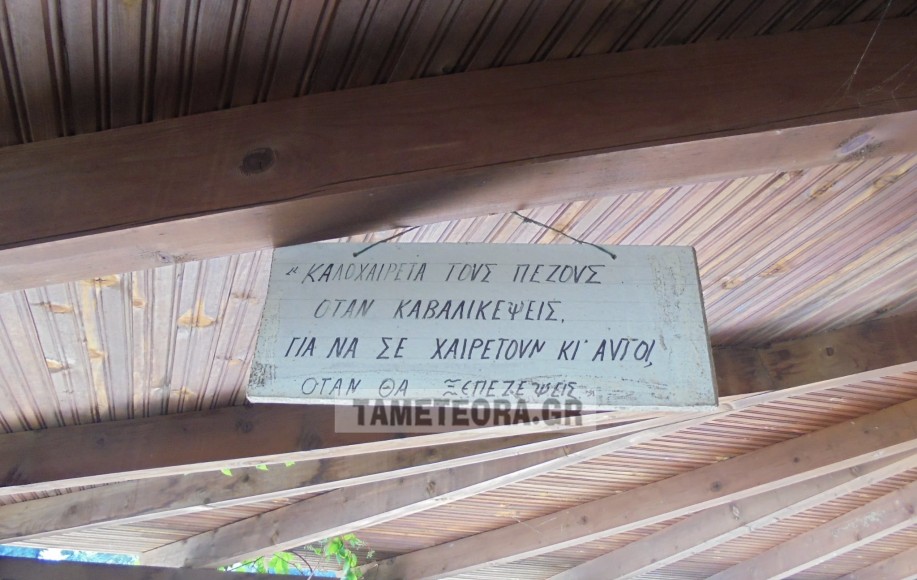 "ΚΑΛΟΧΑΙΡΕΤΑ ΤΟΥΣ ΠΕΖΟΥΣ
ΟΤΑΝ ΚΑΒΑΛΙΚΕΨΕΙΣ,
ΓΙΑ ΝΑ ΣΕ ΧΑΙΡΕΤΟΥΝ ΚΙ' ΑΥΤΟΙ,
ΟΤΑΝ ΘΑ ΞΕΠΕΖΕΨΕΙΣ"
TAMETEORA.GR